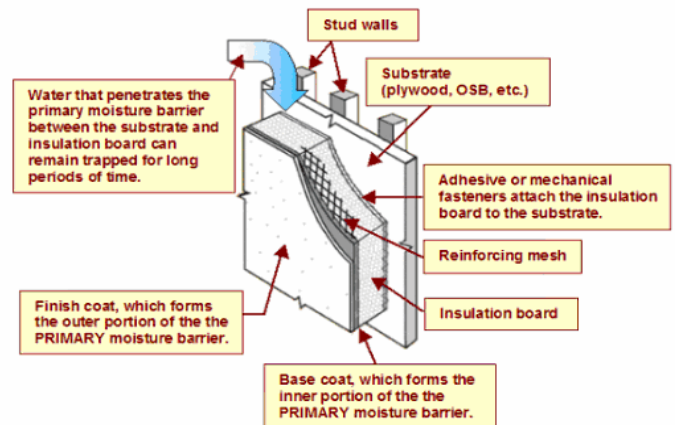 Stud walls
Water that penetrates the
primary moisture barrier
between the substrate and
insulation board can
remain trapped for long
periods of time.
Substrate
(plywood, OSB, etc.)
Adhesive or mechanical
fasteners attach the insulation
board to the substrate.
Reinforcing mesh
Insulation board
Finish coat, which forms
the outer portion of the the
PRIMARY moisture barrier.
Base coat, which forms the
inner portion of the the
PRIMARY moisture barrier.